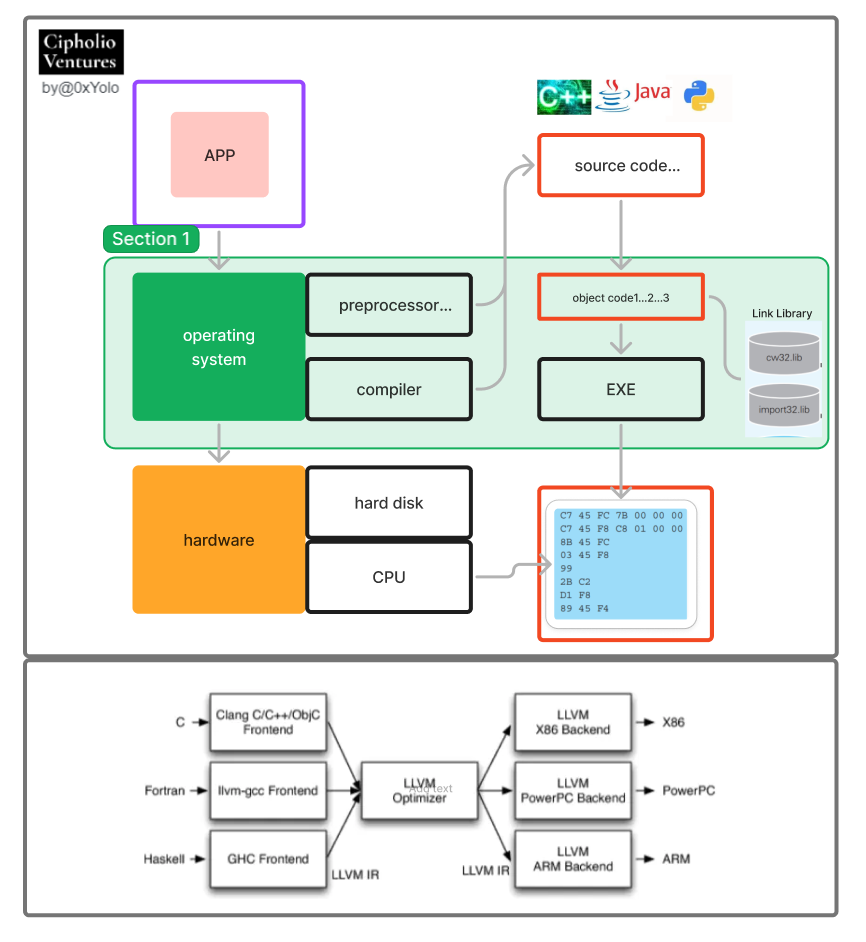 Cipholio
Ventures
by@0xYolo
C++
Java
APP
source code...
Section 1
operating
system
preprocessor...
compiler
object code1...2...3
EXE
Link Library
cw32.lib
import32.lib
hardware
hard disk
CPU
C7 45 FC 7B 00 00 00
C7 45 F8 C8 01 00 00
8B 45 FC
03 45 F8
99
2B C2
D1 F8
89 45 F4
C
Clang C/C++/ObjC
Frontend
LLVM
X86 Backend
X86
Fortran
llvm-gcc Frontend
LLVM
Optimizer
Add text
LLVM
PowerPC Backend
PowerPC
Haskell
GHC Frontend
LLVM IR
LLVM IR
LLVM
ARM Backend
ARM